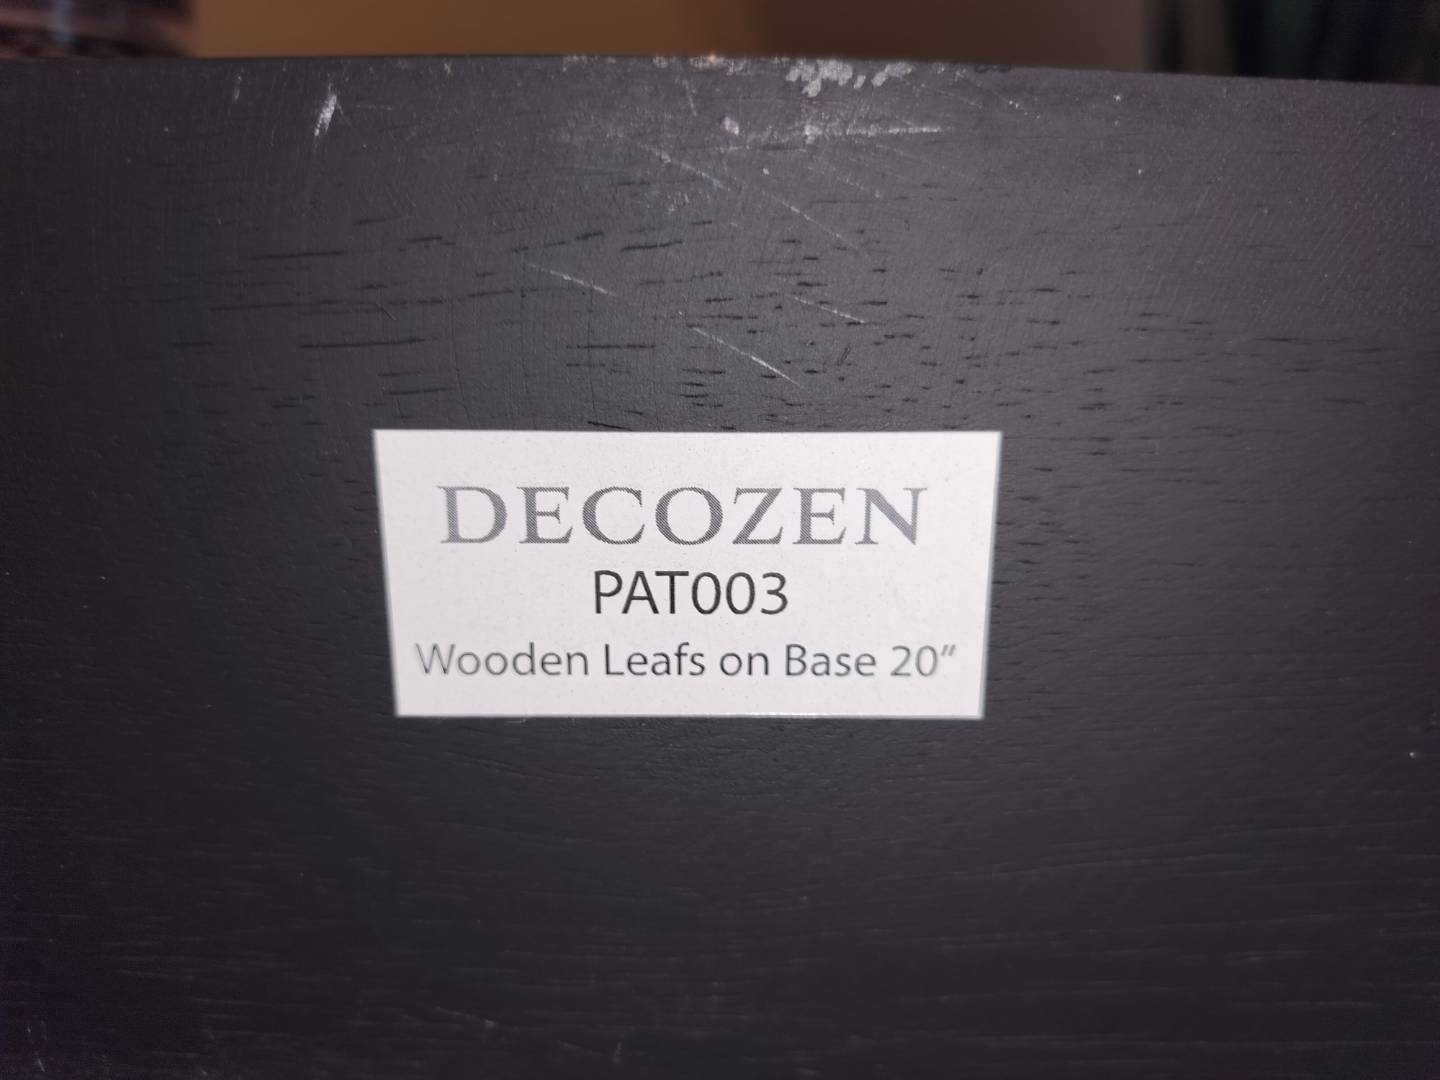 DECOZEN
PAT003
Wooden Leafs on Base 20”